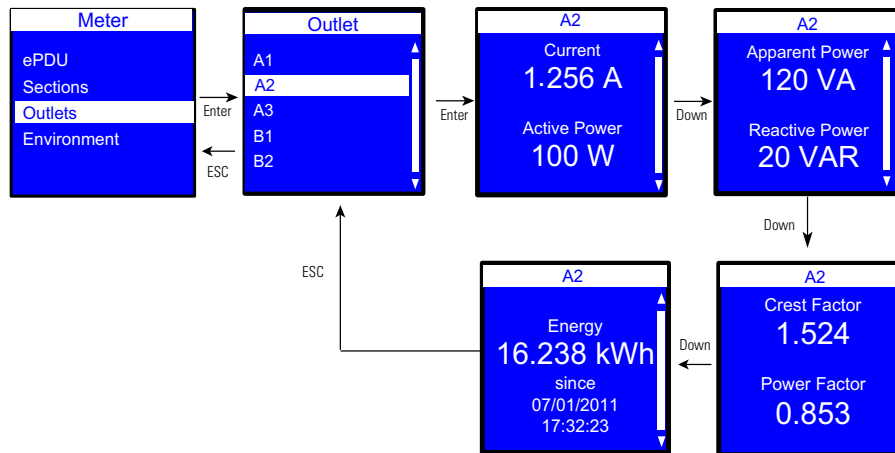 Meter
ePDU
Sections
Outlets
Environment
Enter
ESC
Outlet
A1
A2
A3
B1
B2
Enter
A2
Current
1.256 A
Active Power
100 W
Down
A2
Apparent Power
120 VA
Reactive Power
20 VAR
Down
A2
Crest Factor
1.524
Power Factor
0.853
Down
A2
Energy
16.238 kWh
since
07/01/2011
17:32:23
ESC